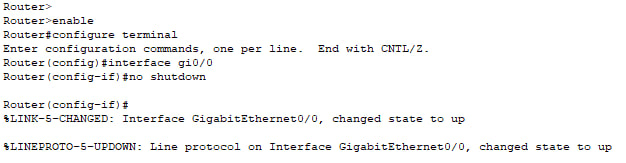 Router>
Router>enable
Router#configure terminal
Enter configuration commands, one per line.  End with CNTL/Z.
Router(config)#interface gi0/0
Router(config-if)#no shutdown
Router(config-if)#
%LINK-5-CHANGED: Interface GigabitEthernet0/0, changed state to up
%LINEPROTO-5-UPDOWN: Line protocol on Interface GigabitEthernet0/0, changed state to up